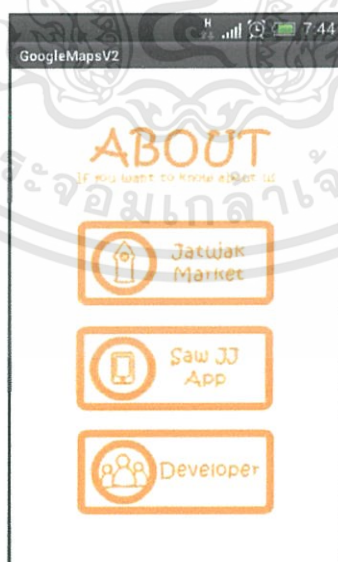 H
7:44
GoogleMapsV2
ABOUT
If you want to know about us
Jatujak
Market
Saw JJ
App
Developer